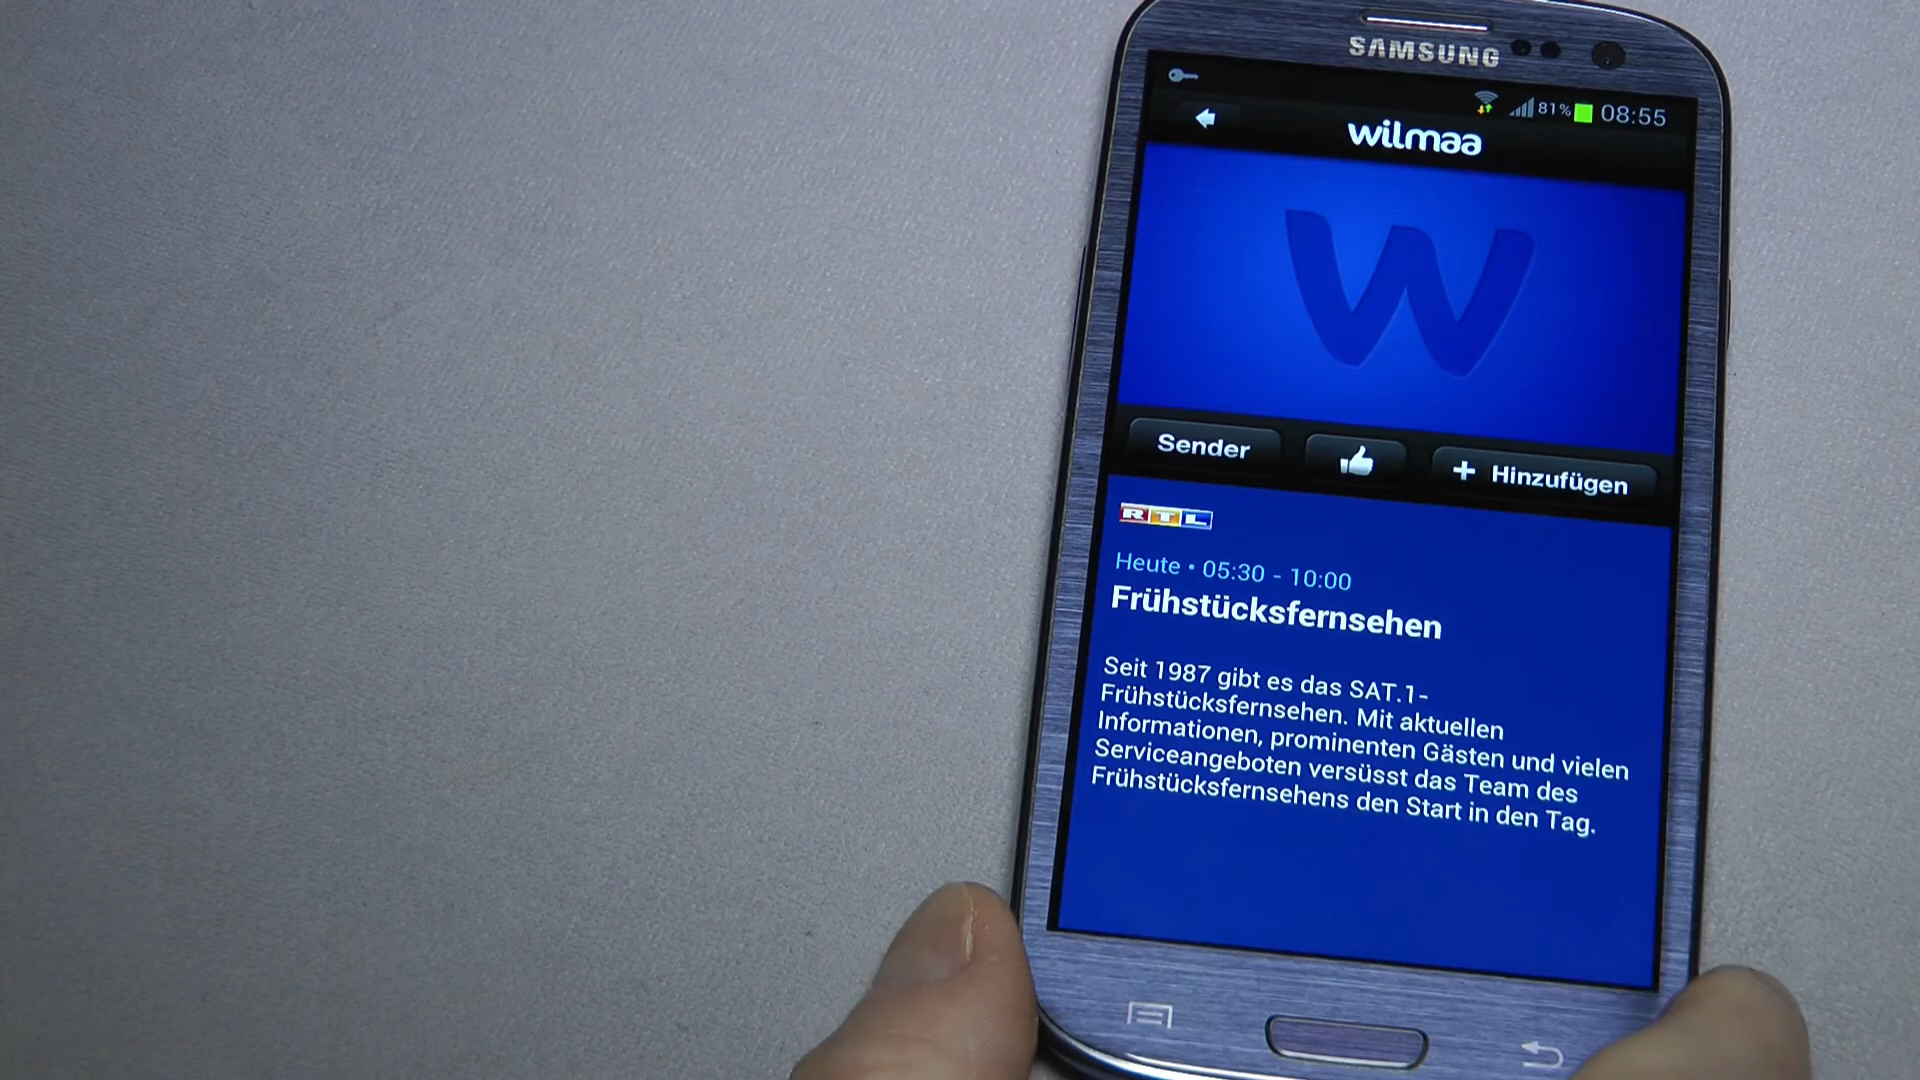 SAMSUNG
81% 08:55
wilmaa
W
Sender
+ Hinzufügen
RTL
Heute • 05:30 - 10:00
Frühstücksfernsehen
Seit 1987 gibt es das SAT.1-
Frühstücksfernsehen. Mit aktuellen
Informationen, prominenten Gästen und vielen
Serviceangeboten versüsst das Team des
Frühstücksfernsehens den Start in den Tag.